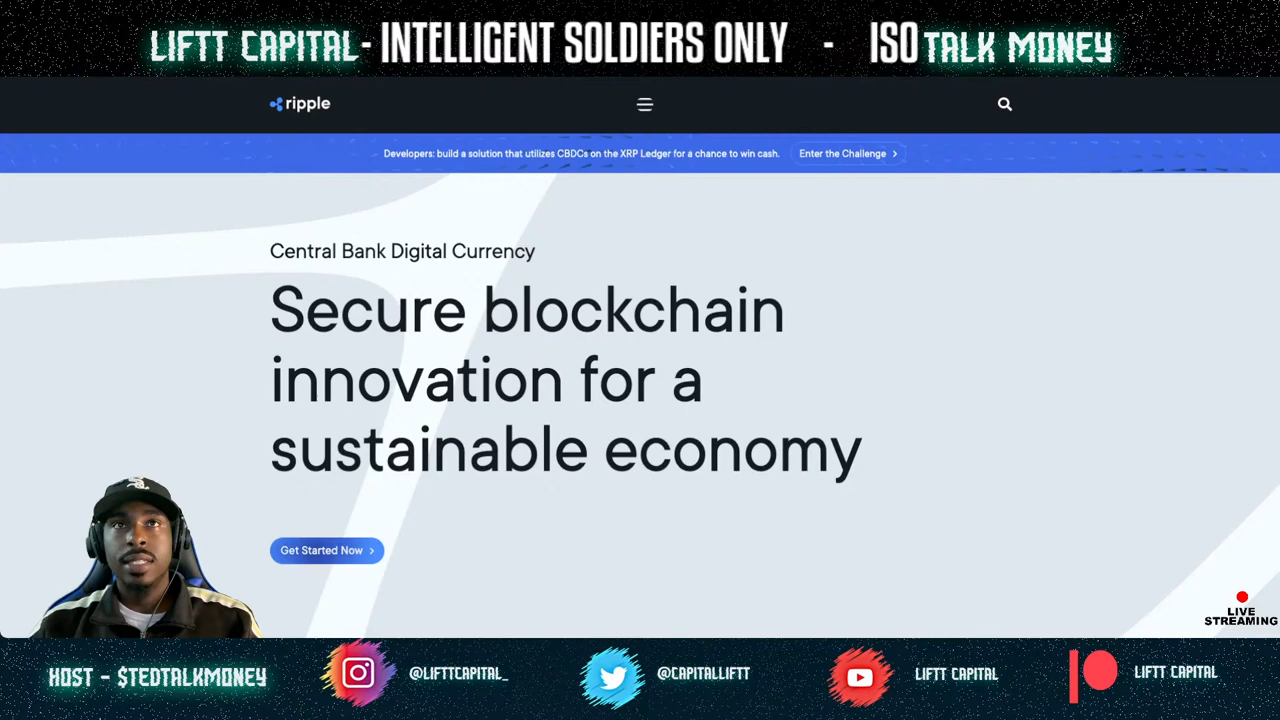 LIFTT CAPITAL - INTELLIGENT SOLDIERS ONLY - ISO TALK MONEY
ripple
Developers: build a solution that utilizes CBDCs on the XRP Ledger for a chance to win cash. Enter the Challenge
Central Bank Digital Currency
Secure blockchain
innovation for a
sustainable economy
Get Started Now
LIVE
STREAMING
HOST - $TEDTALKMONEY @LIFTTCAPITAL_ @CAPITALLIFTT LIFTT CAPITAL LIFTT CAPITAL